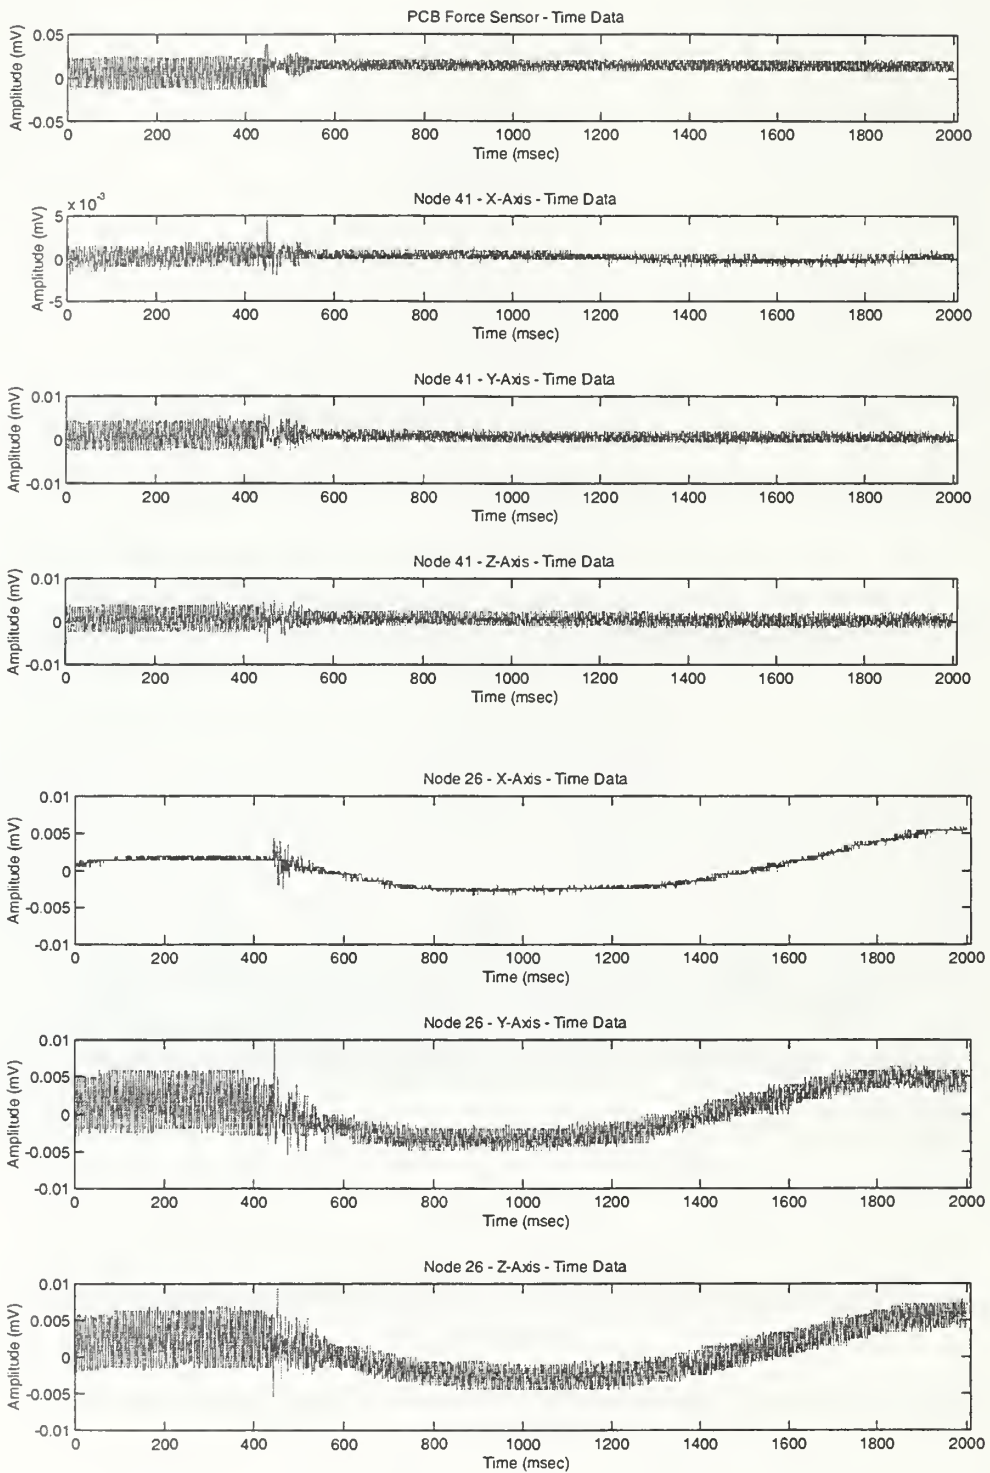 PCB Force Sensor - Time Data
Amplitude (mV)
0.05
0
-0.05
0 200 400 600 800 1000 1200 1400 1600 1800 2000
Time (msec)
Node 41 - X-Axis - Time Data
x 10^-3
Amplitude (mV)
5
0
-5
0 200 400 600 800 1000 1200 1400 1600 1800 2000
Time (msec)
Node 41 - Y-Axis - Time Data
Amplitude (mV)
0.01
0
-0.01
0 200 400 600 800 1000 1200 1400 1600 1800 2000
Time (msec)
Node 41 - Z-Axis - Time Data
Amplitude (mV)
0.01
0
-0.01
0 200 400 600 800 1000 1200 1400 1600 1800 2000
Time (msec)
Node 26 - X-Axis - Time Data
Amplitude (mV)
0.01
0.005
0
-0.005
-0.01
0 200 400 600 800 1000 1200 1400 1600 1800 2000
Time (msec)
Node 26 - Y-Axis - Time Data
Amplitude (mV)
0.01
0.005
0
-0.005
-0.01
0 200 400 600 800 1000 1200 1400 1600 1800 2000
Time (msec)
Node 26 - Z-Axis - Time Data
Amplitude (mV)
0.01
0.005
0
-0.005
-0.01
0 200 400 600 800 1000 1200 1400 1600 1800 2000
Time (msec)